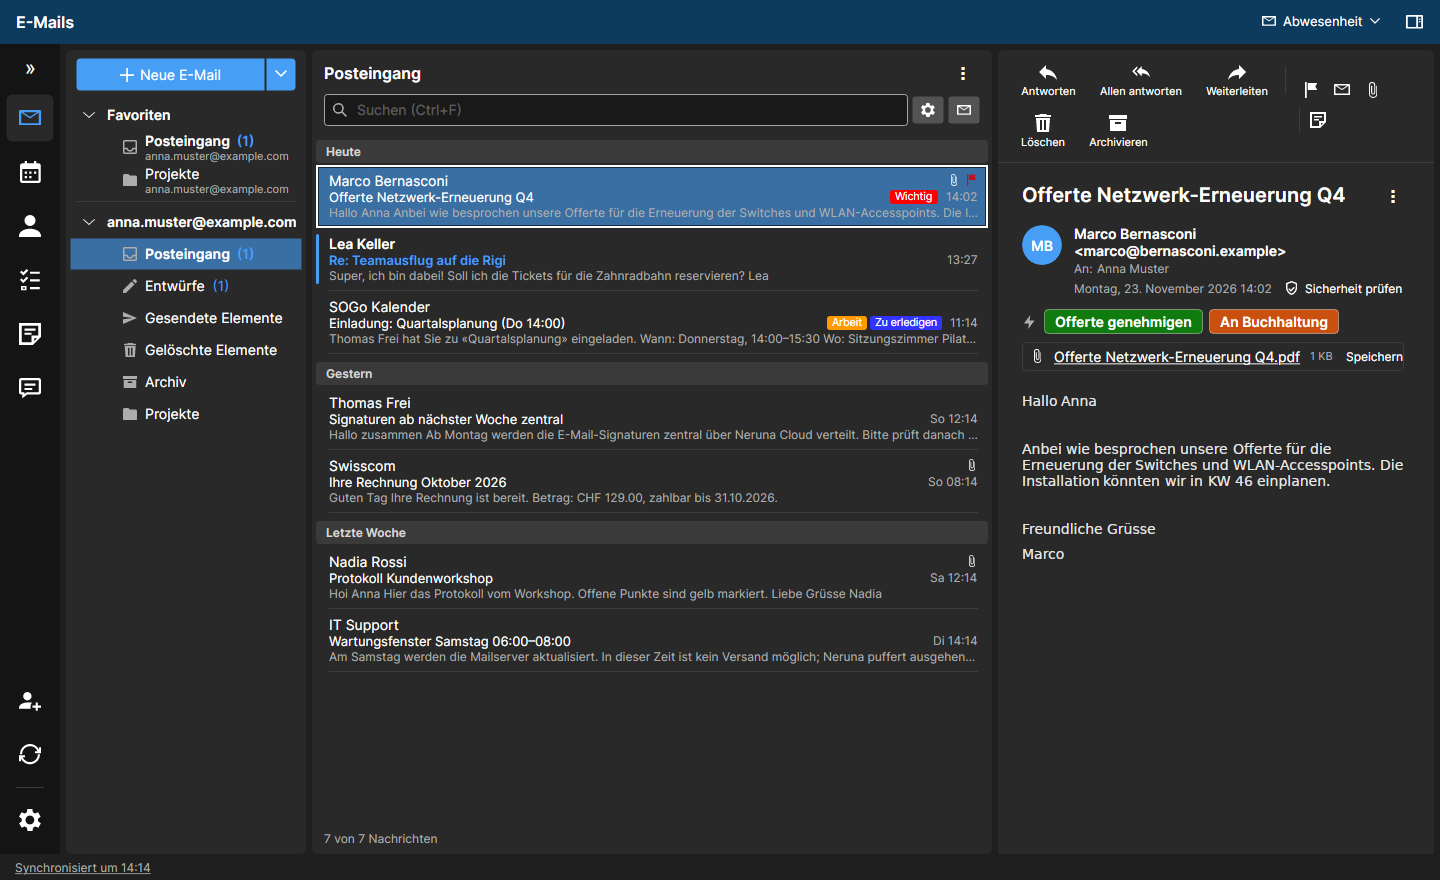 E-Mails
Abwesenheit
Neue E-Mail
Favoriten
Posteingang (1)
anna.muster@example.com
Projekte
anna.muster@example.com
anna.muster@example.com
Posteingang (1)
Entwürfe (1)
Gesendete Elemente
Gelöschte Elemente
Archiv
Projekte
Posteingang
Suchen (Ctrl+F)
Heute
Marco Bernasconi
Offerte Netzwerk-Erneuerung Q4 Wichtig 14:02
Hallo Anna Anbei wie besprochen unsere Offerte für die Erneuerung der Switches und WLAN-Accesspoints. Die I...
Lea Keller
Re: Teamausflug auf die Rigi 13:27
Super, ich bin dabei! Soll ich die Tickets für die Zahnradbahn reservieren? Lea
SOGo Kalender
Einladung: Quartalsplanung (Do 14:00) Arbeit Zu erledigen 11:14
Thomas Frei hat Sie zu «Quartalsplanung» eingeladen. Wann: Donnerstag, 14:00–15:30 Wo: Sitzungszimmer Pilat...
Gestern
Thomas Frei
Signaturen ab nächster Woche zentral So 12:14
Hallo zusammen Ab Montag werden die E-Mail-Signaturen zentral über Neruna Cloud verteilt. Bitte prüft danach ...
Swisscom
Ihre Rechnung Oktober 2026 So 08:14
Guten Tag Ihre Rechnung ist bereit. Betrag: CHF 129.00, zahlbar bis 31.10.2026.
Letzte Woche
Nadia Rossi
Protokoll Kundenworkshop Sa 12:14
Hoi Anna Hier das Protokoll vom Workshop. Offene Punkte sind gelb markiert. Liebe Grüsse Nadia
IT Support
Wartungsfenster Samstag 06:00–08:00 Di 14:14
Am Samstag werden die Mailserver aktualisiert. In dieser Zeit ist kein Versand möglich; Neruna puffert ausgehen...
7 von 7 Nachrichten
Antworten Allen antworten Weiterleiten
Löschen Archivieren
Offerte Netzwerk-Erneuerung Q4
MB
Marco Bernasconi
<marco@bernasconi.example>
An: Anna Muster
Montag, 23. November 2026 14:02 Sicherheit prüfen
Offerte genehmigen An Buchhaltung
Offerte Netzwerk-Erneuerung Q4.pdf 1 KB Speichern
Hallo Anna
Anbei wie besprochen unsere Offerte für die
Erneuerung der Switches und WLAN-Accesspoints. Die
Installation könnten wir in KW 46 einplanen.
Freundliche Grüsse
Marco
Synchronisiert um 14:14